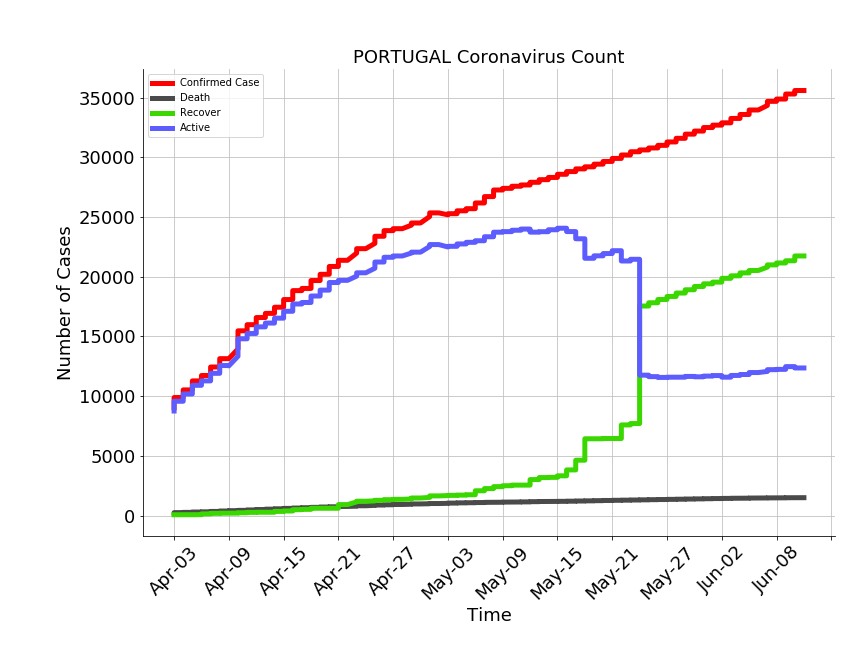 PORTUGAL Coronavirus Count
Confirmed Case
Death
Recover
Active
35000
30000
25000
20000
15000
10000
5000
0
Number of Cases
Apr-03
Apr-09
Apr-15
Apr-21
Apr-27
May-03
May-09
May-15
May-21
May-27
Jun-02
Jun-08
Time